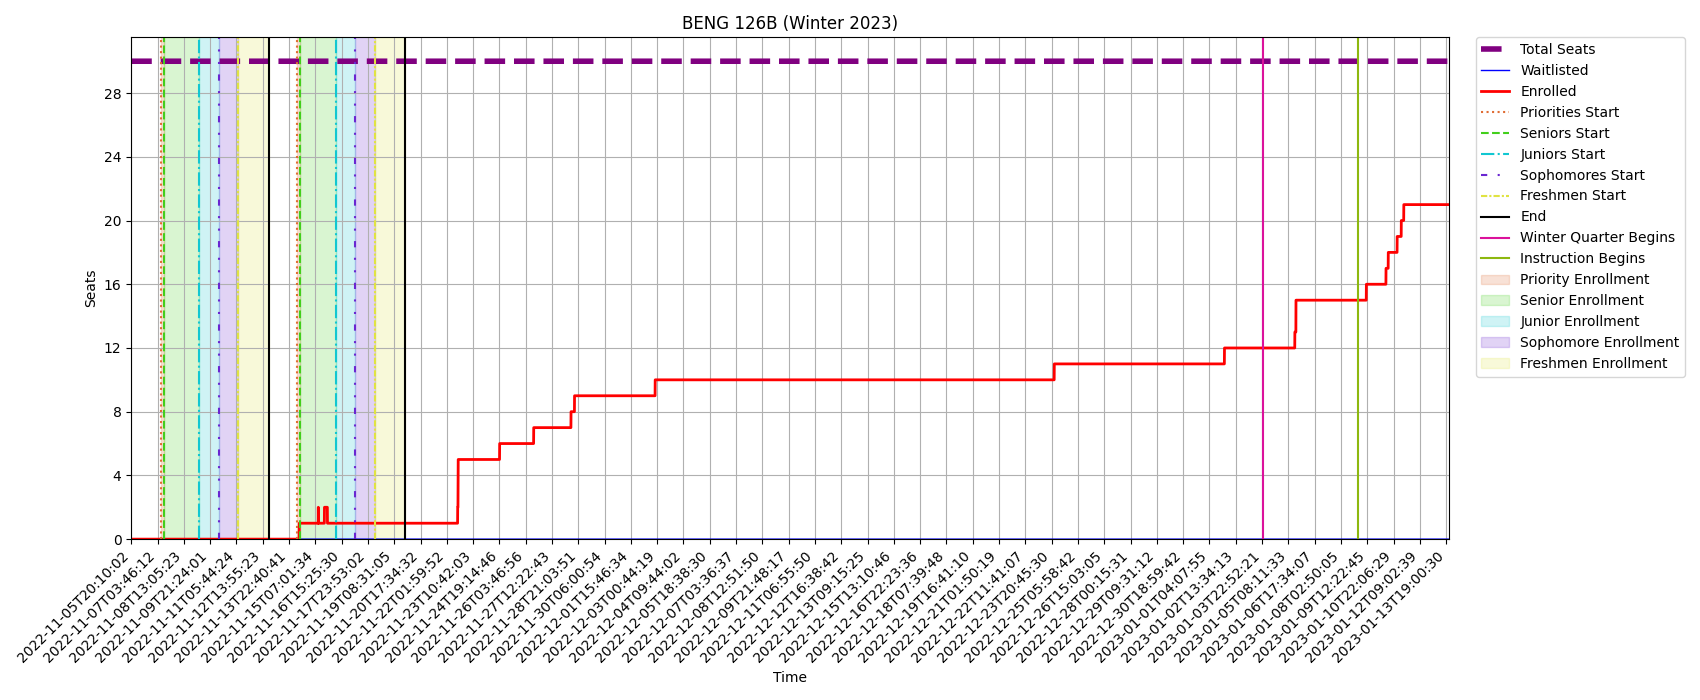 BENG 126B (Winter 2023)
Seats
28
24
20
16
12
8
4
0
2022-11-05T20:10:02
2022-11-07T03:46:12
2022-11-08T13:05:23
2022-11-09T21:24:01
2022-11-11T05:44:24
2022-11-12T13:55:23
2022-11-13T22:40:41
2022-11-15T07:01:34
2022-11-16T15:25:30
2022-11-17T23:53:02
2022-11-19T08:31:05
2022-11-20T17:34:32
2022-11-22T01:59:52
2022-11-23T10:42:03
2022-11-24T19:14:46
2022-11-26T03:46:56
2022-11-27T12:22:43
2022-11-28T21:03:51
2022-11-30T06:00:54
2022-12-01T15:46:34
2022-12-03T00:44:19
2022-12-04T09:44:02
2022-12-05T18:38:30
2022-12-07T03:36:37
2022-12-08T12:51:50
2022-12-09T21:48:17
2022-12-11T06:55:50
2022-12-12T16:38:42
2022-12-13T09:15:25
2022-12-15T13:10:46
2022-12-16T22:23:36
2022-12-18T07:39:48
2022-12-19T16:41:10
2022-12-21T01:50:19
2022-12-22T11:41:07
2022-12-23T20:45:30
2022-12-25T05:58:42
2022-12-26T15:03:05
2022-12-28T00:15:31
2022-12-29T09:31:12
2022-12-30T18:59:42
2023-01-01T04:07:55
2023-01-02T13:34:13
2023-01-03T22:52:21
2023-01-05T08:11:33
2023-01-06T17:34:07
2023-01-08T02:50:05
2023-01-09T12:22:45
2023-01-10T22:06:29
2023-01-12T09:02:39
2023-01-13T19:00:30
Time
Total Seats
Waitlisted
Enrolled
Priorities Start
Seniors Start
Juniors Start
Sophomores Start
Freshmen Start
End
Winter Quarter Begins
Instruction Begins
Priority Enrollment
Senior Enrollment
Junior Enrollment
Sophomore Enrollment
Freshmen Enrollment